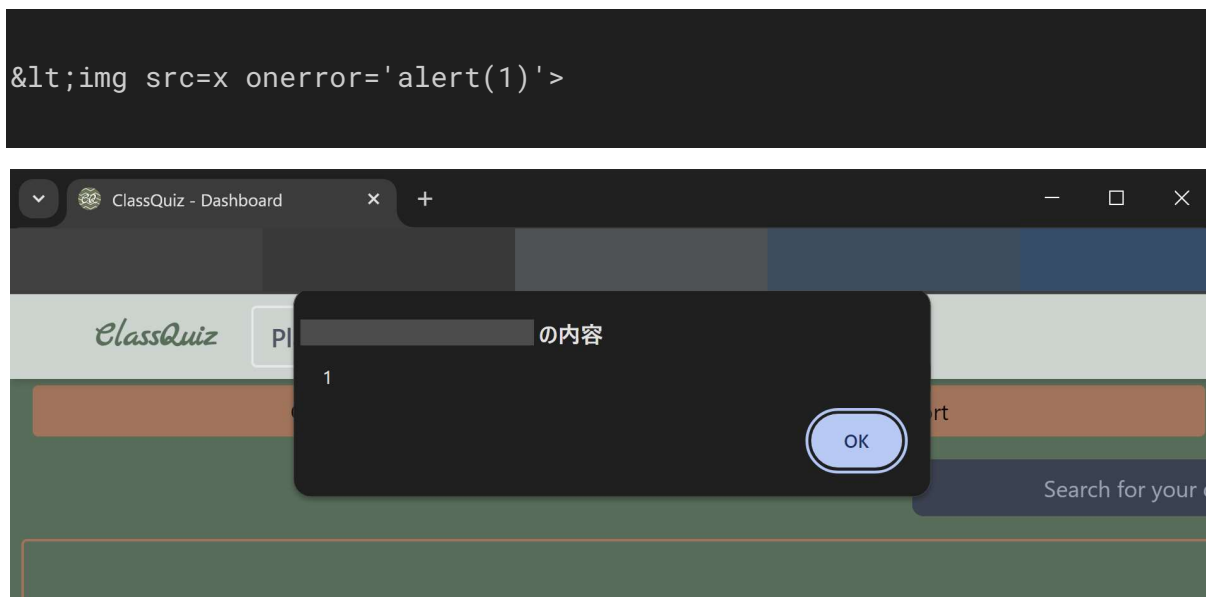 &lt;img src=x onerror='alert(1)'>
ClassQuiz - Dashboard
ClassQuiz
Pl
の内容
1
rt
OK
Search for your